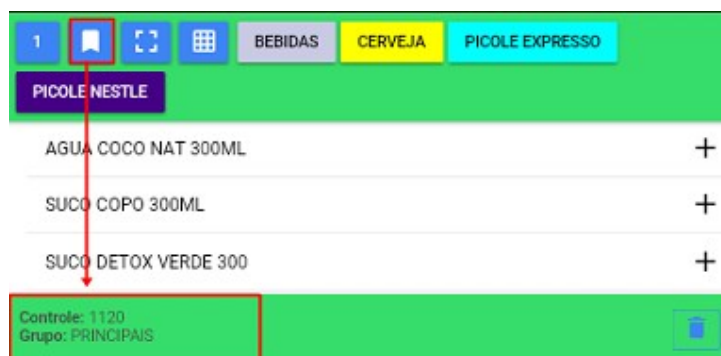 1 BEBIDAS CERVEJA PICOLE EXPRESSO
PICOLE NESTLE
AGUA COCO NAT 300ML
SUCO COPO 300ML
SUCO DETOX VERDE 300
Controle: 1120
Grupo: PRINCIPAIS